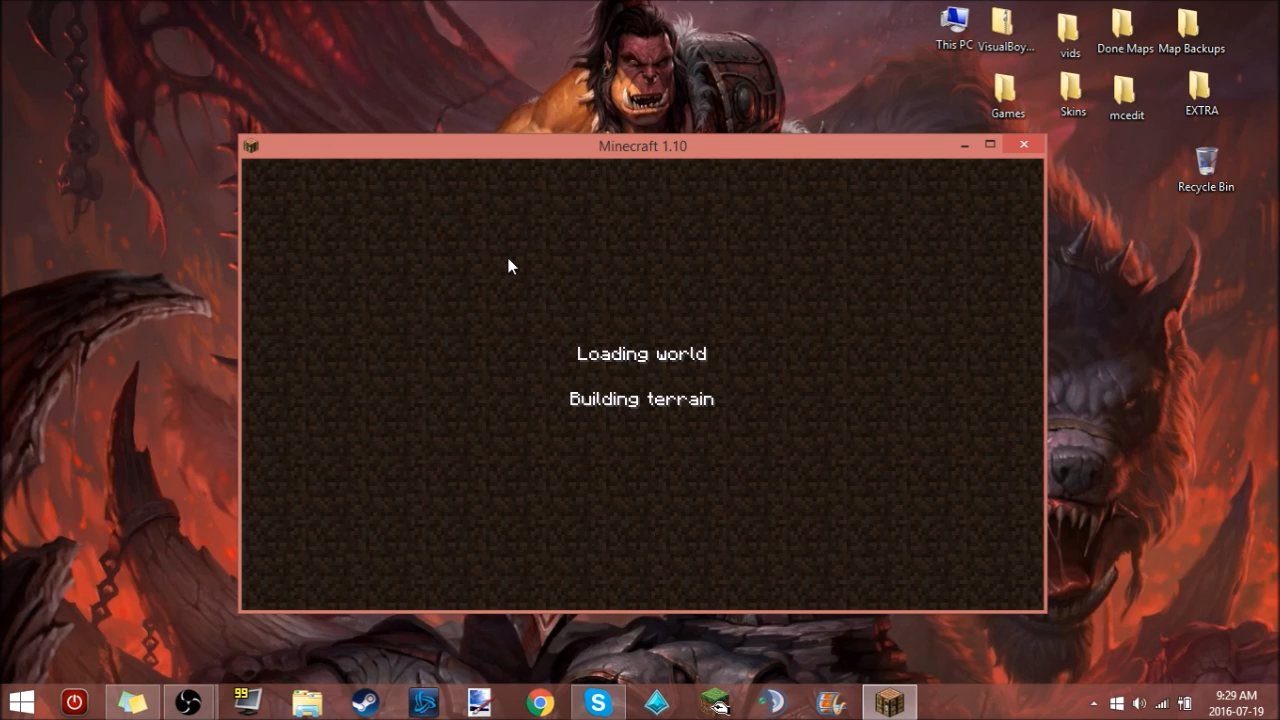 This PC
VisualBoy...
vids
Done Maps
Map Backups
Games
Skins
mcedit
EXTRA
Recycle Bin
Minecraft 1.10
Loading world
Building terrain
99
9:29 AM
2016-07-19